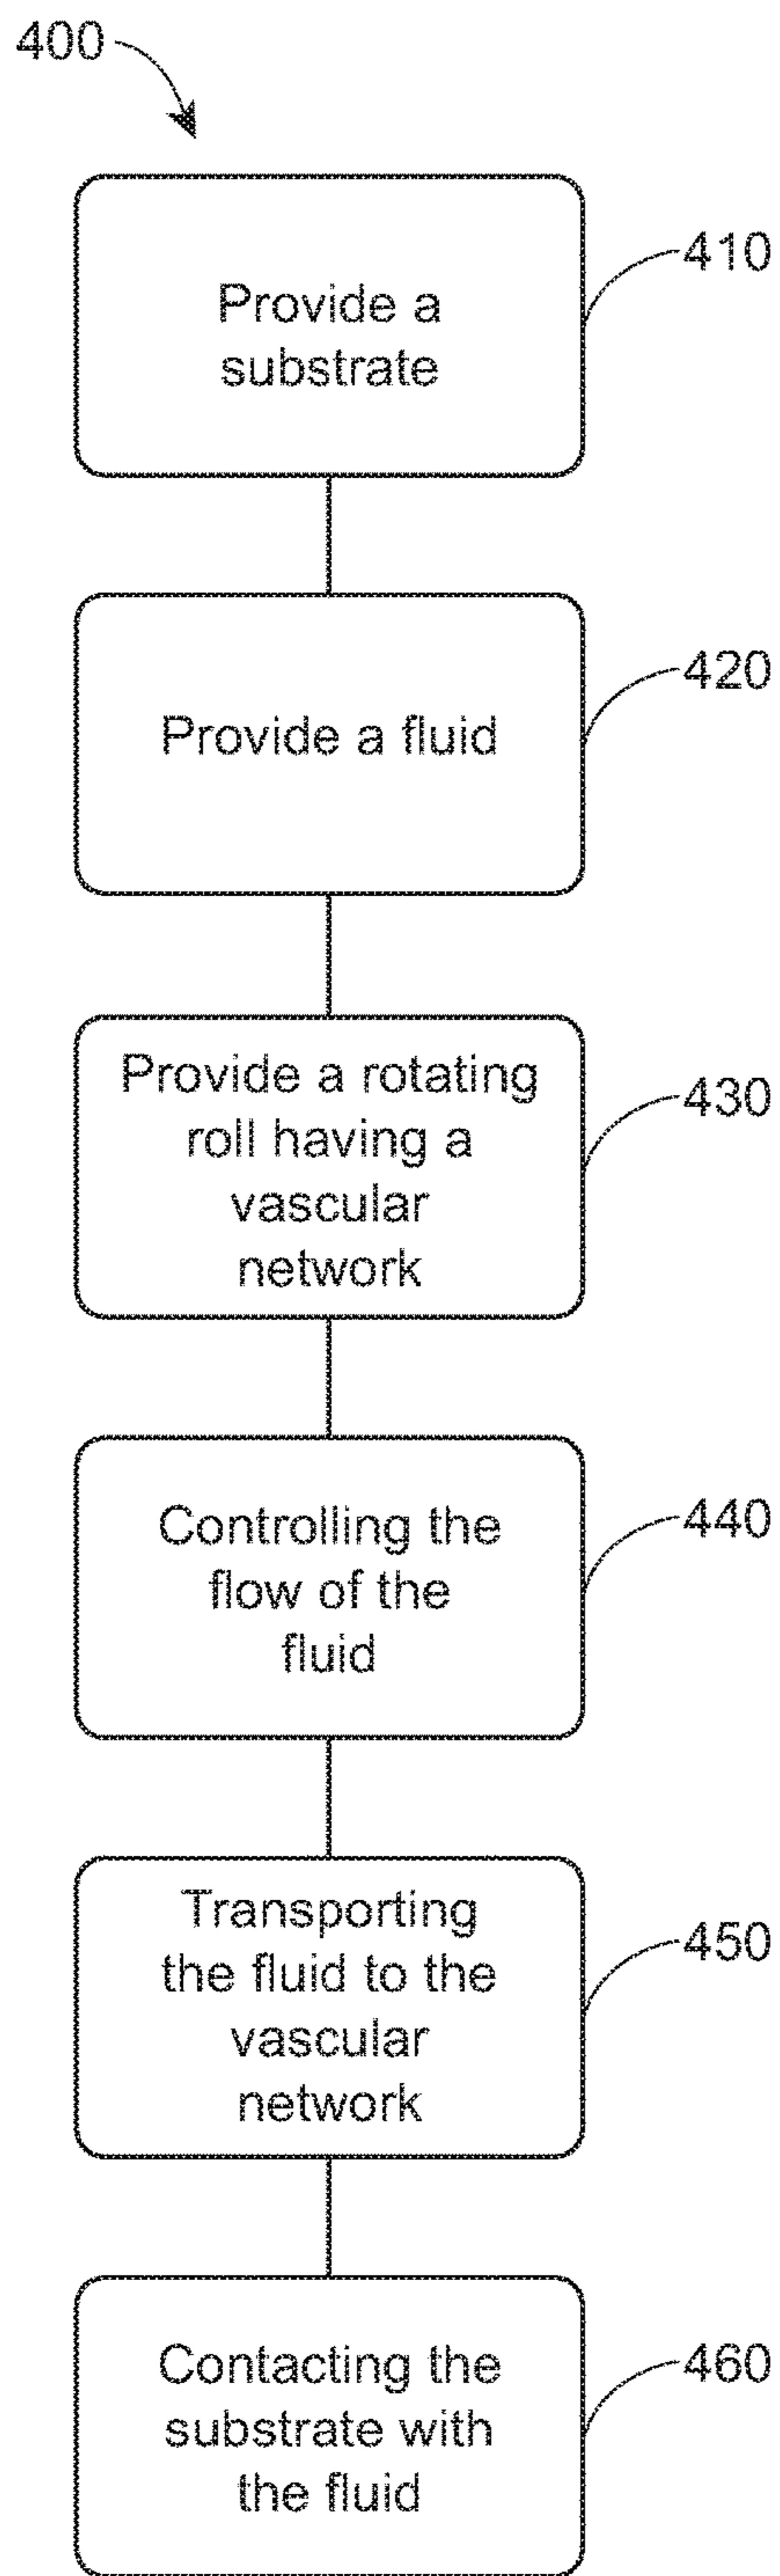 400
Provide a
substrate
410
Provide a fluid
420
Provide a rotating
roll having a
vascular
network
430
Controlling the
flow of the
fluid
440
Transporting
the fluid to the
vascular
network
450
Contacting the
substrate with
the fluid
460